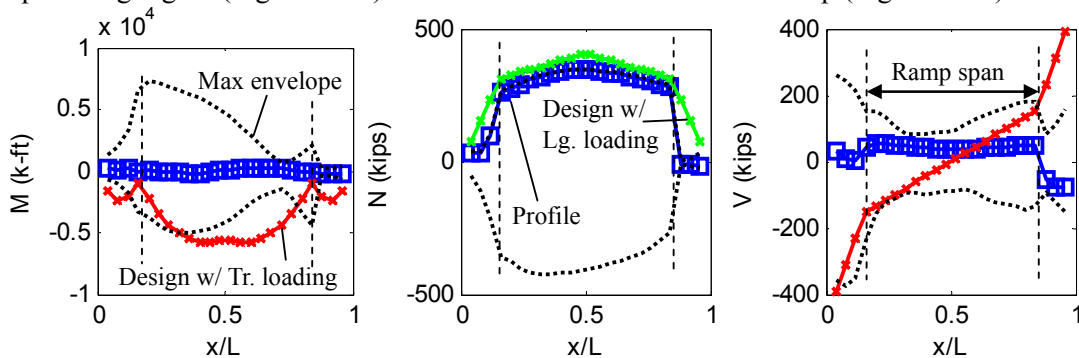 x 10⁴
1
0.5
0
-0.5
-1
M (k-ft)
Max envelope
Design w/ Tr. loading
0
0.5
1
x/L
500
0
-500
N (kips)
Design w/
Lg. loading
Profile
0
0.5
1
x/L
400
200
0
-200
-400
V (kips)
Ramp span
0
0.5
1
x/L